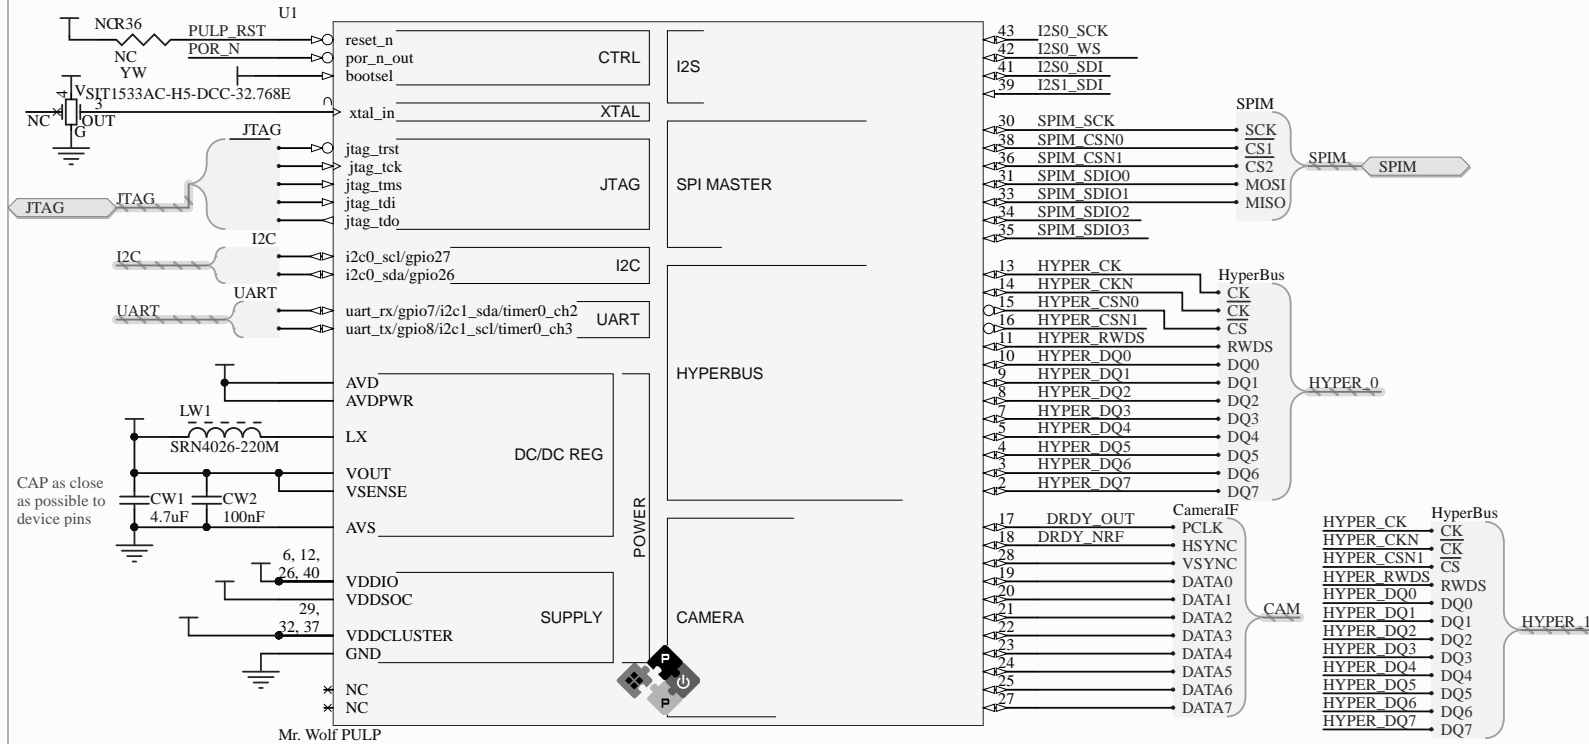 U1
NC
R36
PULP_RST
POR_N
NC
YW
reset_n
por_n_out
bootsel
CTRL
V
SIT1533AC-H5-DCC-32.768E
4
3
NC
OUT
G
xtal_in
XTAL
JTAG
JTAG
JTAG
jtag_trst
jtag_tck
jtag_tms
jtag_tdi
jtag_tdo
JTAG
I2C
I2C
i2c0_scl/gpio27
i2c0_sda/gpio26
I2C
UART
UART
uart_rx/gpio7/i2c1_sda/timer0_ch2
uart_tx/gpio8/i2c1_scl/timer0_ch3
UART
AVD
AVDPWR
LW1
SRN4026-220M
LX
VOUT
VSENSE
AVS
DC/DC REG
CAP as close
as possible to
device pins
CW1
4.7uF
CW2
100nF
6, 12,
26, 40
29,
32, 37
VDDIO
VDDSOC
VDDCLUSTER
GND
NC
NC
SUPPLY
POWER
P
P
Mr. Wolf PULP
I2S
SPI MASTER
HYPERBUS
CAMERA
43 I2S0_SCK
42 I2S0_WS
41 I2S0_SDI
39 I2S1_SDI
30 SPIM_SCK
38 SPIM_CSN0
36 SPIM_CSN1
31 SPIM_SDIO0
33 SPIM_SDIO1
34 SPIM_SDIO2
35 SPIM_SDIO3
SPIM
SCK
CS1
CS2
MOSI
MISO
SPIM
SPIM
13 HYPER_CK
14 HYPER_CKN
15 HYPER_CSN0
16 HYPER_CSN1
11 HYPER_RWDS
10 HYPER_DQ0
9 HYPER_DQ1
8 HYPER_DQ2
7 HYPER_DQ3
5 HYPER_DQ4
4 HYPER_DQ5
3 HYPER_DQ6
2 HYPER_DQ7
HyperBus
CK
CK
CS
RWDS
DQ0
DQ1
DQ2
DQ3
DQ4
DQ5
DQ6
DQ7
HYPER_0
17 DRDY_OUT
18 DRDY_NRF
28
19
20
21
22
23
24
25
27
CameraIF
PCLK
HSYNC
VSYNC
DATA0
DATA1
DATA2
DATA3
DATA4
DATA5
DATA6
DATA7
CAM
HYPER_CK
HYPER_CKN
HYPER_CSN1
HYPER_RWDS
HYPER_DQ0
HYPER_DQ1
HYPER_DQ2
HYPER_DQ3
HYPER_DQ4
HYPER_DQ5
HYPER_DQ6
HYPER_DQ7
HyperBus
CK
CK
CS
RWDS
DQ0
DQ1
DQ2
DQ3
DQ4
DQ5
DQ6
DQ7
HYPER_1